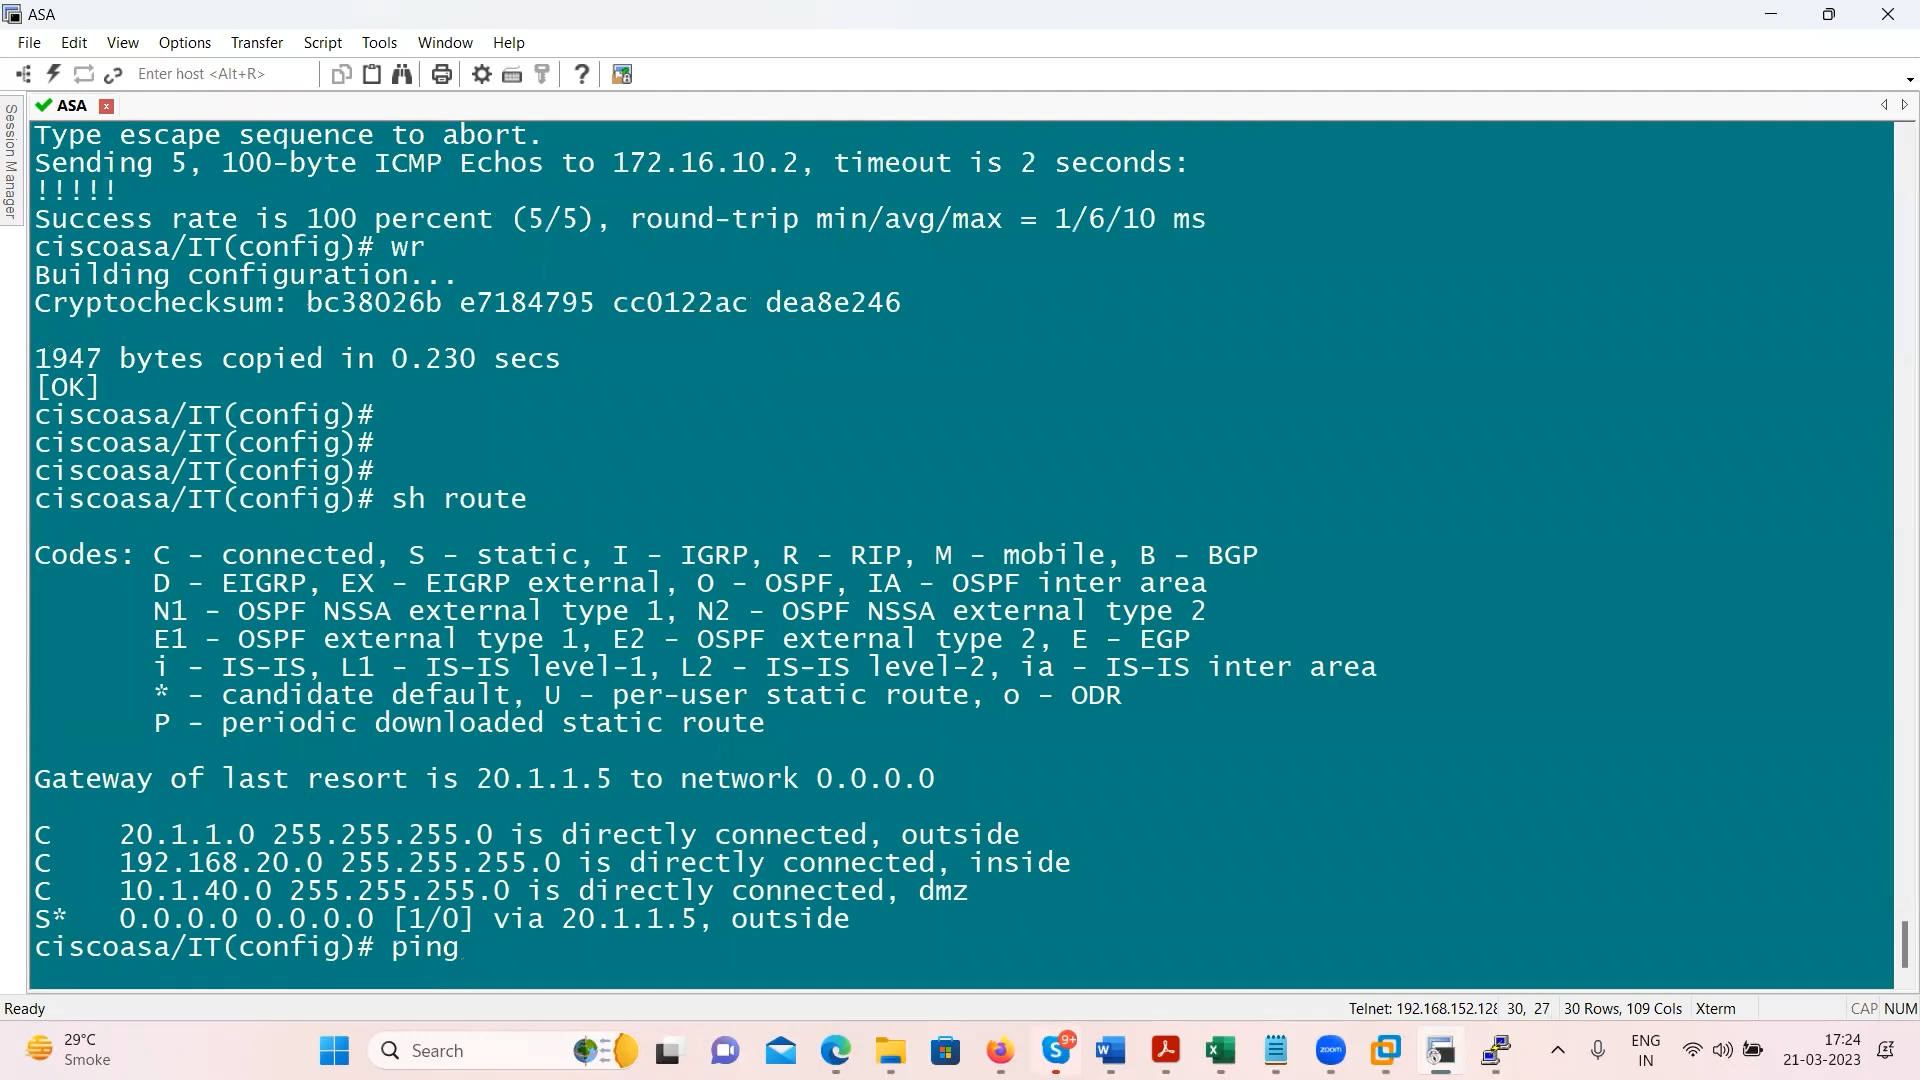 ASA
File Edit View Options Transfer Script Tools Window Help
Enter host <Alt+R>
ASA
Session Manager
Type escape sequence to abort.
Sending 5, 100-byte ICMP Echos to 172.16.10.2, timeout is 2 seconds:
!!!!!
Success rate is 100 percent (5/5), round-trip min/avg/max = 1/6/10 ms
ciscoasa/IT(config)# wr
Building configuration...
Cryptochecksum: bc38026b e7184795 cc0122ac dea8e246
1947 bytes copied in 0.230 secs
[OK]
ciscoasa/IT(config)#
ciscoasa/IT(config)#
ciscoasa/IT(config)#
ciscoasa/IT(config)# sh route
Codes: C - connected, S - static, I - IGRP, R - RIP, M - mobile, B - BGP
D - EIGRP, EX - EIGRP external, O - OSPF, IA - OSPF inter area
N1 - OSPF NSSA external type 1, N2 - OSPF NSSA external type 2
E1 - OSPF external type 1, E2 - OSPF external type 2, E - EGP
i - IS-IS, L1 - IS-IS level-1, L2 - IS-IS level-2, ia - IS-IS inter area
* - candidate default, U - per-user static route, o - ODR
P - periodic downloaded static route
Gateway of last resort is 20.1.1.5 to network 0.0.0.0
C 20.1.1.0 255.255.255.0 is directly connected, outside
C 192.168.20.0 255.255.255.0 is directly connected, inside
C 10.1.40.0 255.255.255.0 is directly connected, dmz
S* 0.0.0.0 0.0.0.0 [1/0] via 20.1.1.5, outside
ciscoasa/IT(config)# ping
Ready Telnet: 192.168.152.128 30, 27 30 Rows, 109 Cols Xterm CAP NUM
29°C
Smoke
Search
9+
zoom
ENG
IN
17:24
21-03-2023